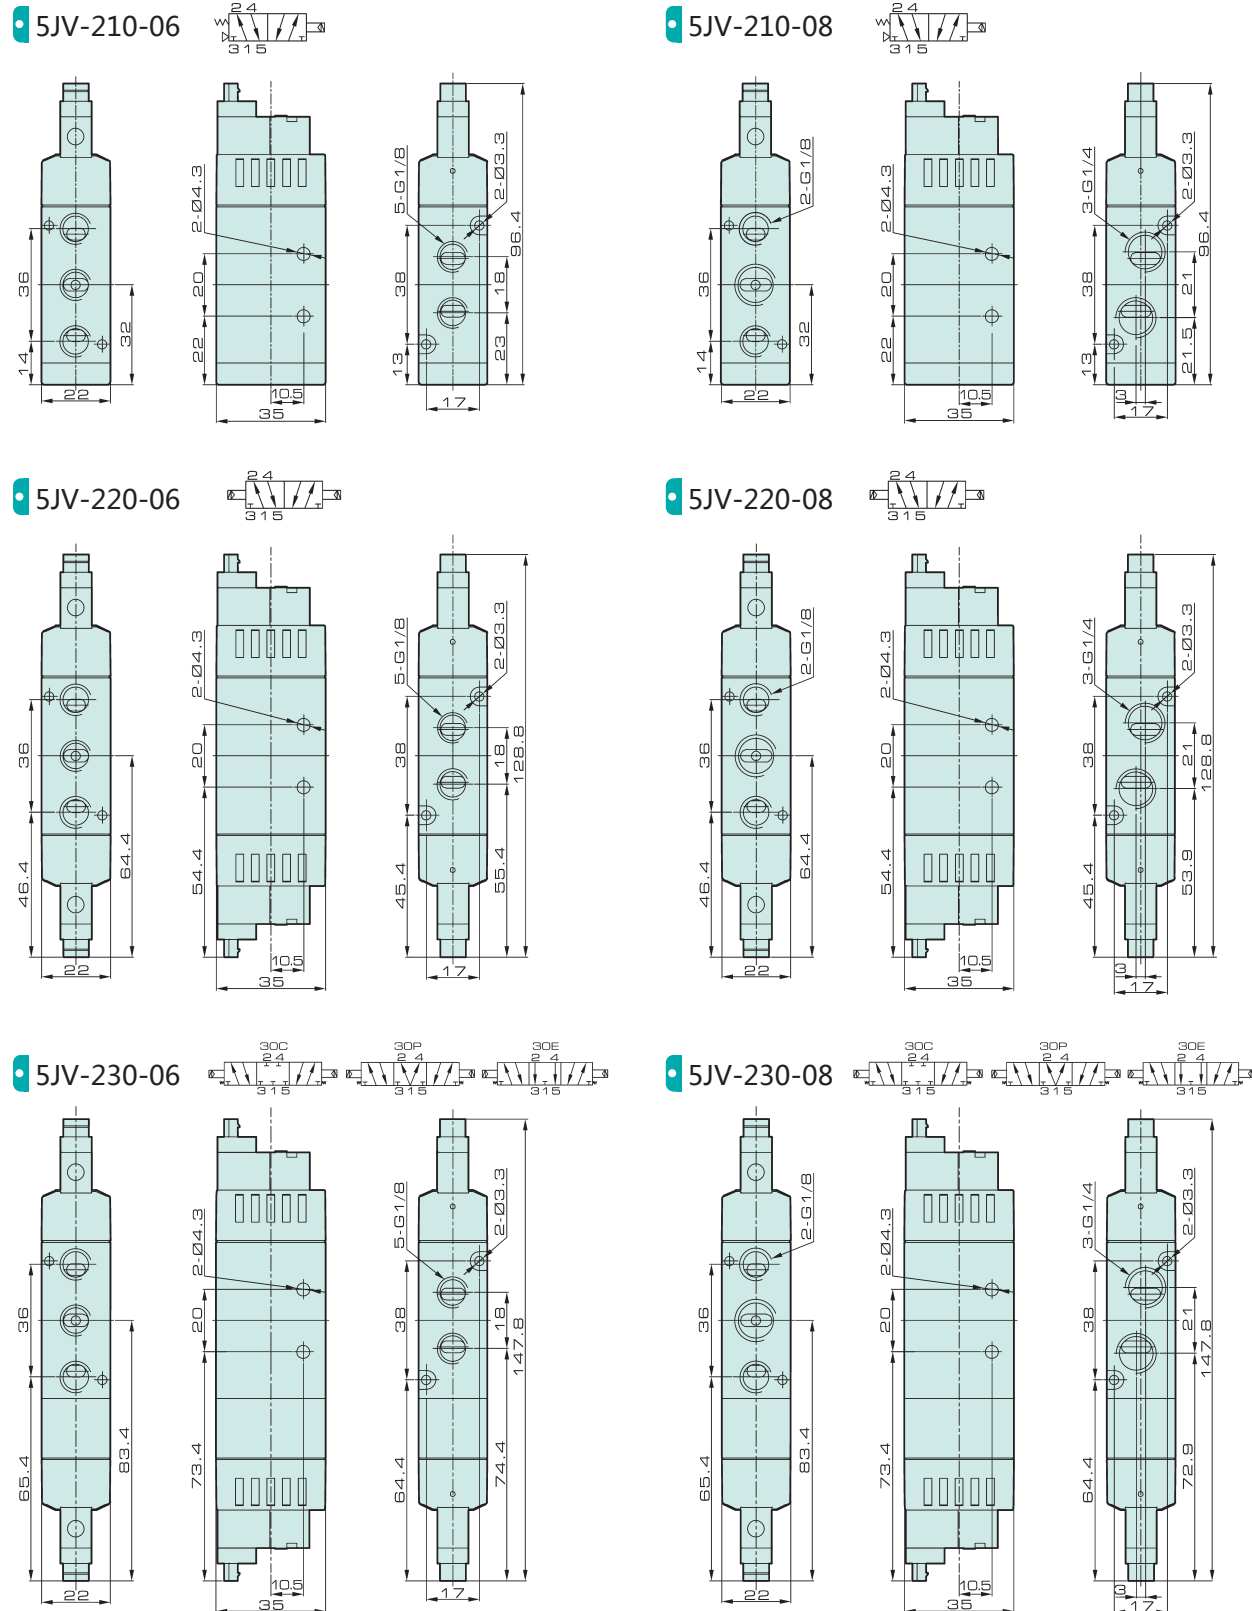 5JV-210-06
2 4
3 1 5
36
14
32
22
2-Ø4.3
20
22
10.5
35
5-G1/8
2-Ø3.3
96.4
38
18
13
23
17
5JV-210-08
2 4
3 1 5
2-G1/8
36
14
32
22
2-Ø4.3
20
22
10.5
35
3-G1/4
2-Ø3.3
96.4
38
21
13
21.5
3
17
5JV-220-06
2 4
3 1 5
36
46.4
64.4
22
2-Ø4.3
20
54.4
10.5
35
5-G1/8
2-Ø3.3
128.8
38
18
45.4
55.4
17
5JV-220-08
2 4
3 1 5
2-G1/8
36
46.4
64.4
22
2-Ø4.3
20
54.4
10.5
35
3-G1/4
2-Ø3.3
128.8
38
21
45.4
53.9
3
17
5JV-230-06
30C
2 4
3 1 5
30P
2 4
3 1 5
30E
2 4
3 1 5
36
65.4
83.4
22
2-Ø4.3
20
73.4
10.5
35
5-G1/8
2-Ø3.3
147.8
38
18
64.4
74.4
17
5JV-230-08
30C
2 4
3 1 5
30P
2 4
3 1 5
30E
2 4
3 1 5
2-G1/8
36
65.4
83.4
22
2-Ø4.3
20
73.4
10.5
35
3-G1/4
2-Ø3.3
147.8
38
21
64.4
72.9
3
17